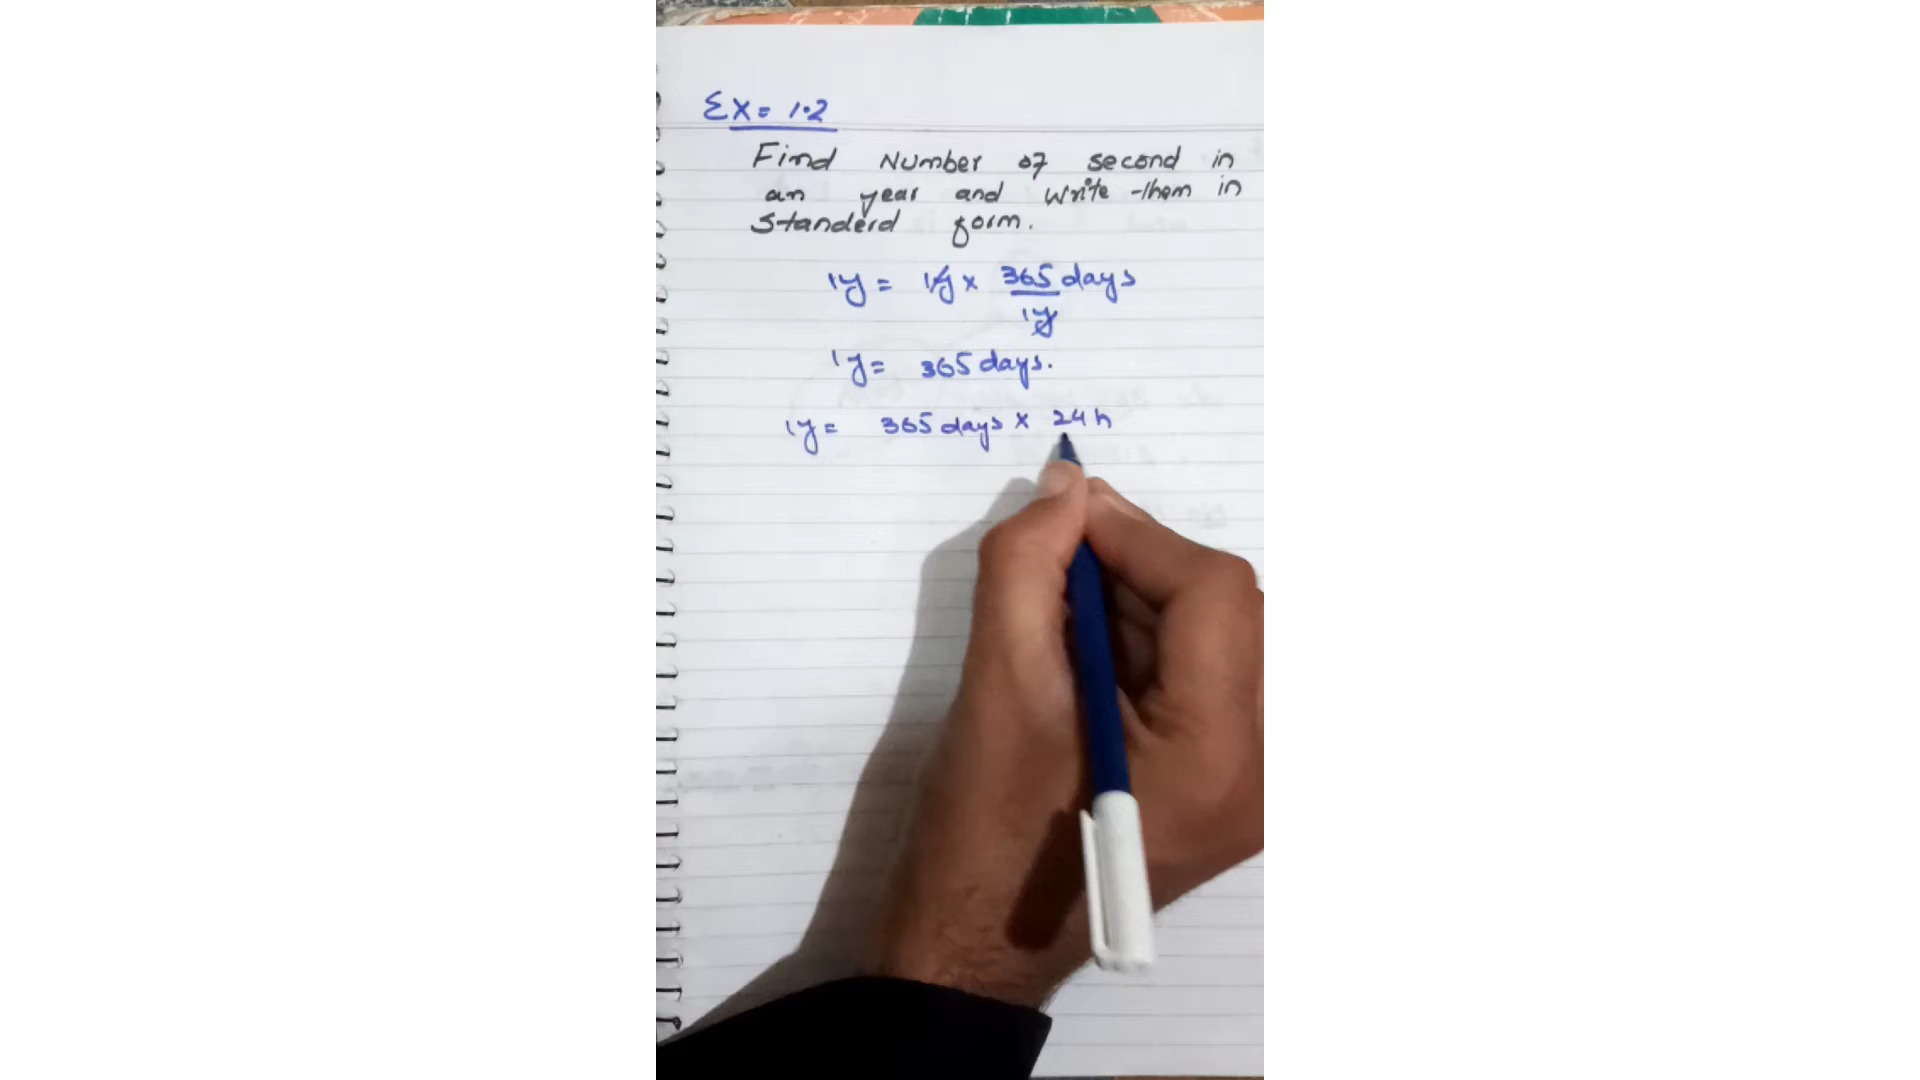 Ex = 1.2
Find Number of second in
an year and write them in
Standerd form.
1y = 1y × 365 days
1y
1y = 365 days.
1y = 365 days × 24 h